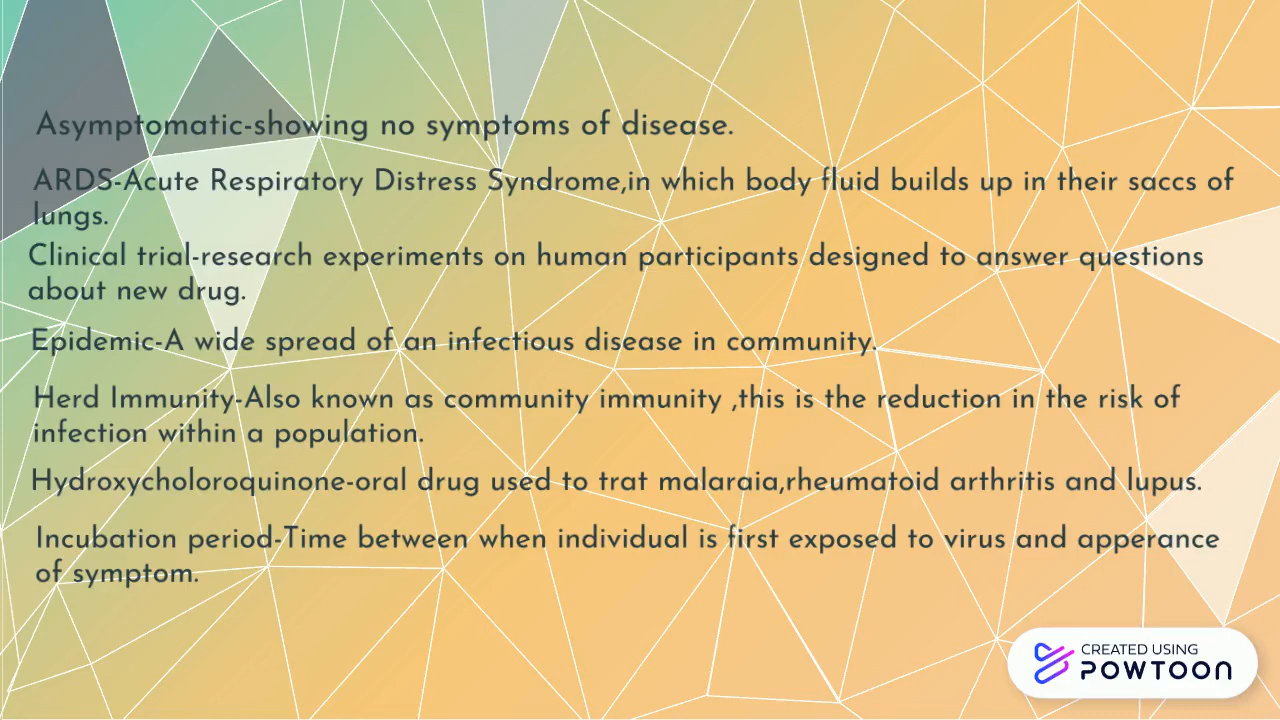 Asymptomatic-showing no symptoms of disease.
ARDS-Acute Respiratory Distress Syndrome,in which body fluid builds up in their saccs of
lungs.
Clinical trial-research experiments on human participants designed to answer questions
about new drug.
Epidemic-A wide spread of an infectious disease in community.
Herd Immunity-Also known as community immunity ,this is the reduction in the risk of
infection within a population.
Hydroxycholoroquinone-oral drug used to trat malaraia,rheumatoid arthritis and lupus.
Incubation period-Time between when individual is first exposed to virus and apperance
of symptom.
CREATED USING
POWTOON